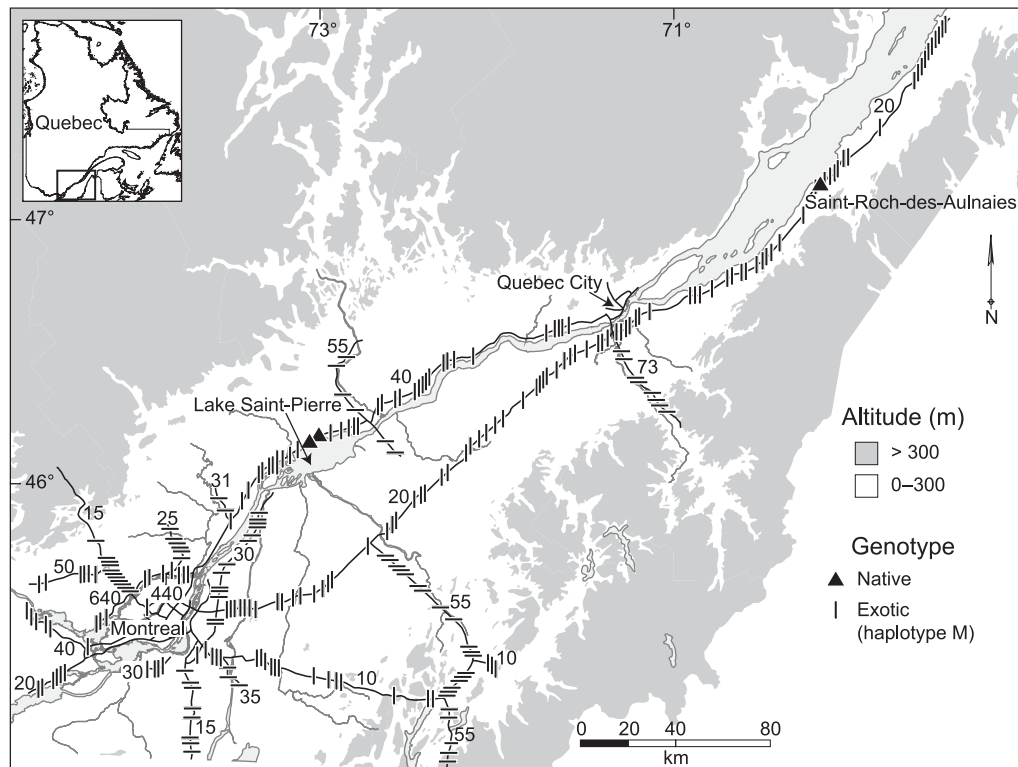 73°
71°
Quebec
20
47°
Saint-Roch-des-Aulnaies
Quebec City
N
55
40
73
Lake Saint-Pierre
Altitude (m)
> 300
0–300
46°
31
20
15
25
30
Genotype
Native
Exotic
(haplotype M)
50
640
440
55
Montreal
40
30
10
20
35
10
15
55
0 20 40 80
km